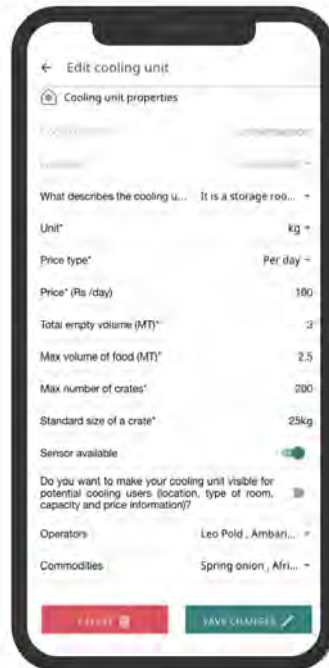 ← Edit cooling unit
Cooling unit properties
What describes the cooling u... It is a storage roo...
Unit* kg
Price type* Per day
Price* (Rs /day) 100
Total empty volume (MT)* 3
Max volume of food (MT)* 2.5
Max number of crates* 200
Standard size of a crate* 25kg
Sensor available
Do you want to make your cooling unit visible for
potential cooling users (location, type of room,
capacity and price information)?
Operators Leo Pold , Ambari...
Commodities Spring onion , Afri...
DELETE SAVE CHANGES